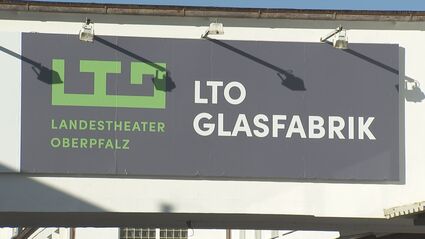 LTO
LANDESTHEATER
OBERPFALZ
LTO
GLASFABRIK